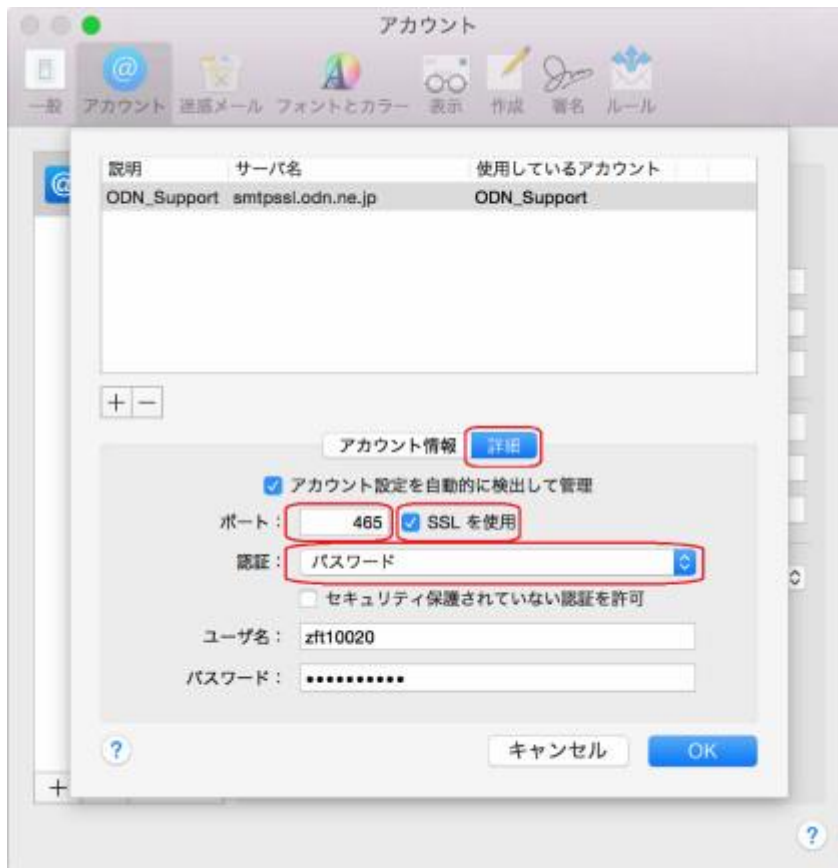 アカウント
一般 アカウント 迷惑メール フォントとカラー 表示 作成 署名 ルール
説明 サーバ名 使用しているアカウント
ODN_Support smtpssl.odn.ne.jp ODN_Support
+ −
アカウント情報 詳細
アカウント設定を自動的に検出して管理
ポート: 465 SSL を使用
認証: パスワード
セキュリティ保護されていない認証を許可
ユーザ名: zft10020
パスワード: ••••••••••
? キャンセル OK
+
?